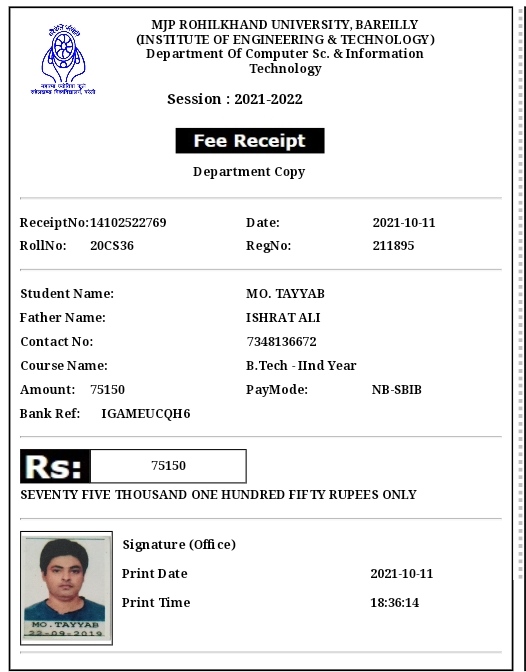 MJP ROHILKHAND UNIVERSITY, BAREILLY
(INSTITUTE OF ENGINEERING & TECHNOLOGY)
Department Of Computer Sc. & Information
Technology
Session : 2021-2022
Fee Receipt
Department Copy
ReceiptNo:14102522769 Date: 2021-10-11
RollNo: 20CS36 RegNo: 211895
Student Name: MO. TAYYAB
Father Name: ISHRAT ALI
Contact No: 7348136672
Course Name: B.Tech - IInd Year
Amount: 75150 PayMode: NB-SBIB
Bank Ref: IGAMEUCQH6
Rs: 75150
SEVENTY FIVE THOUSAND ONE HUNDRED FIFTY RUPEES ONLY
Signature (Office)
Print Date 2021-10-11
Print Time 18:36:14
MO. TAYYAB
22-09-2019